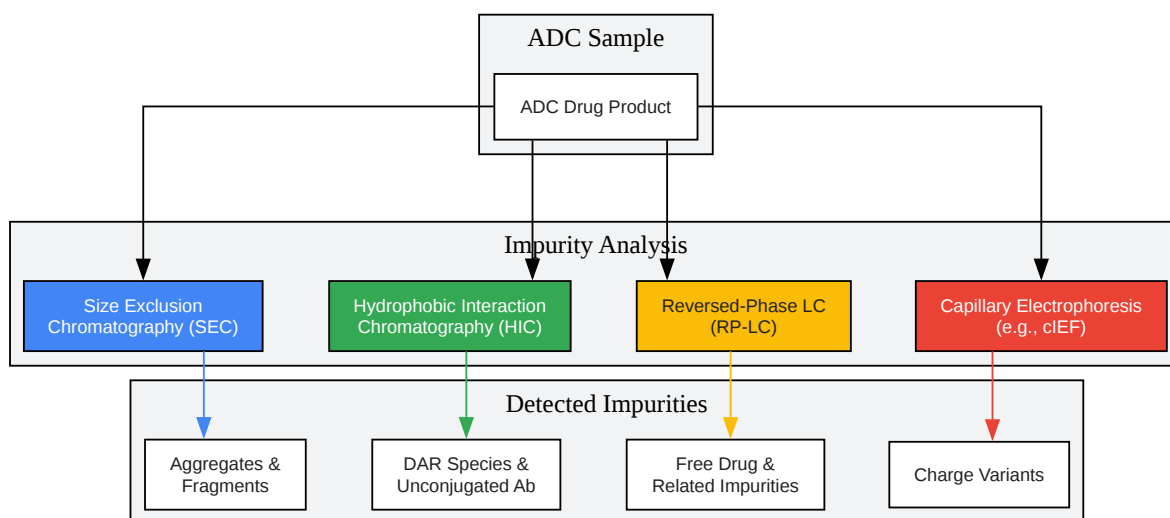 ADC Sample
ADC Drug Product
Impurity Analysis
Size Exclusion
Chromatography (SEC)
Hydrophobic Interaction
Chromatography (HIC)
Reversed-Phase LC
(RP-LC)
Capillary Electrophoresis
(e.g., cIEF)
Detected Impurities
Aggregates &
Fragments
DAR Species &
Unconjugated Ab
Free Drug &
Related Impurities
Charge Variants